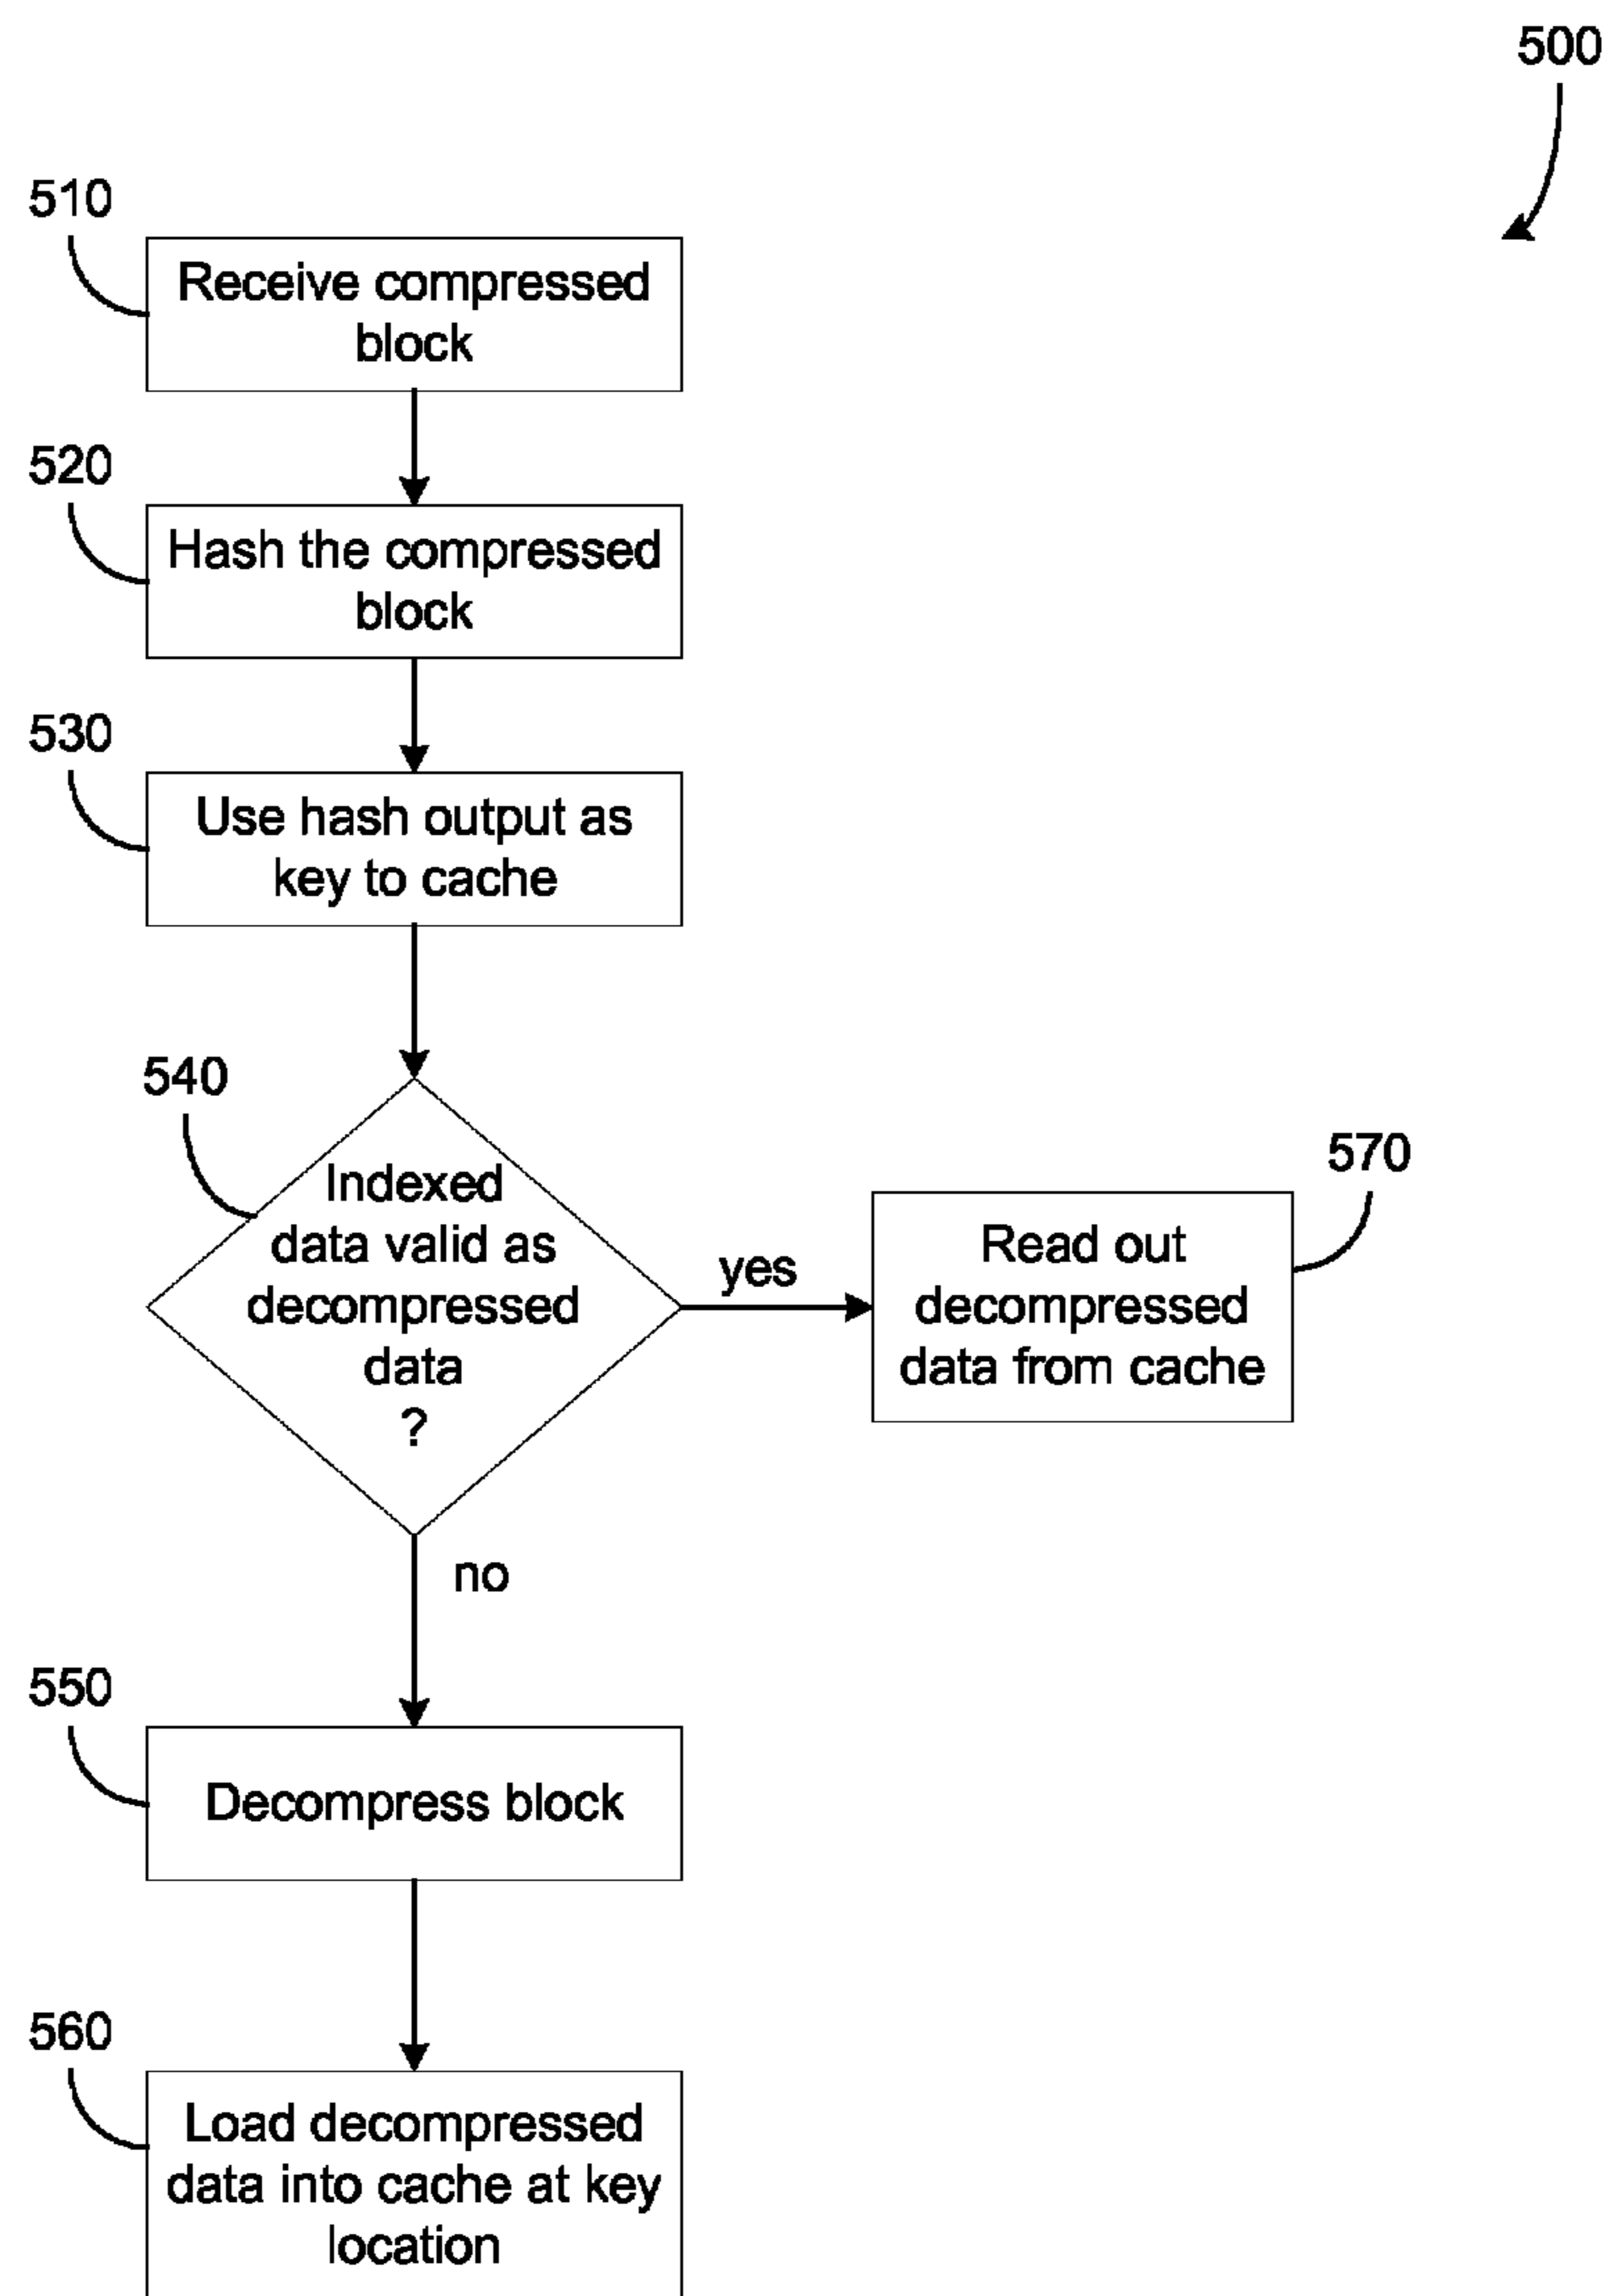 500
510
Receive compressed
block
520
Hash the compressed
block
530
Use hash output as
key to cache
540
Indexed
data valid as
decompressed
data
?
yes
570
Read out
decompressed
data from cache
no
550
Decompress block
560
Load decompressed
data into cache at key
location